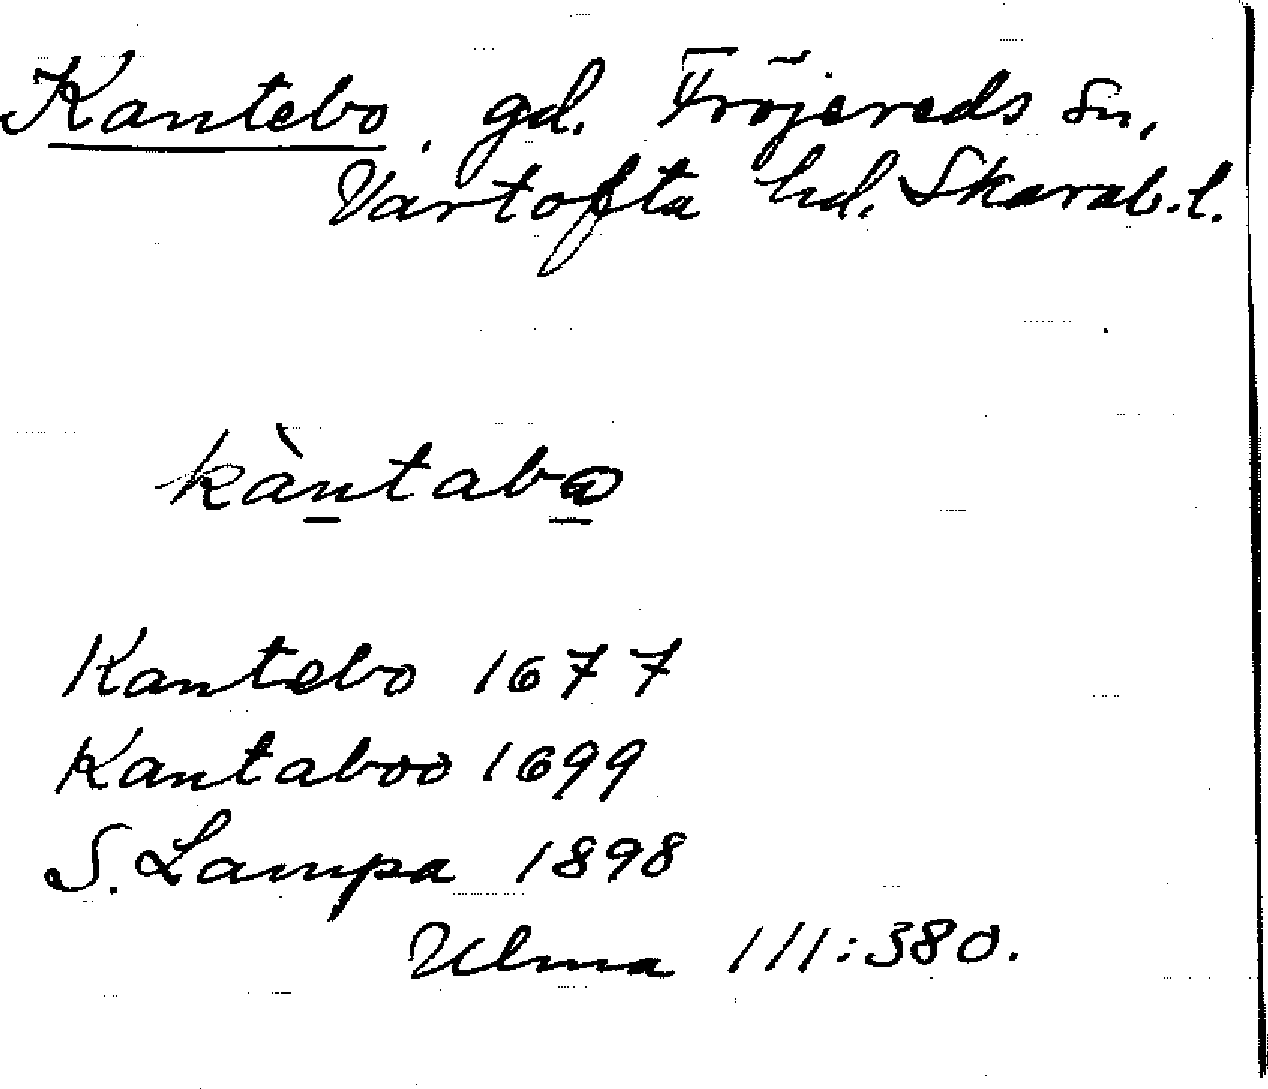 Kantebo, gd. Fröjereds sn,
Vartofta hd. Skarab.l.
kàntabo
Kantebo 1677
Kantaboo 1699
S. Lampa 1898
Ulma 111:380.